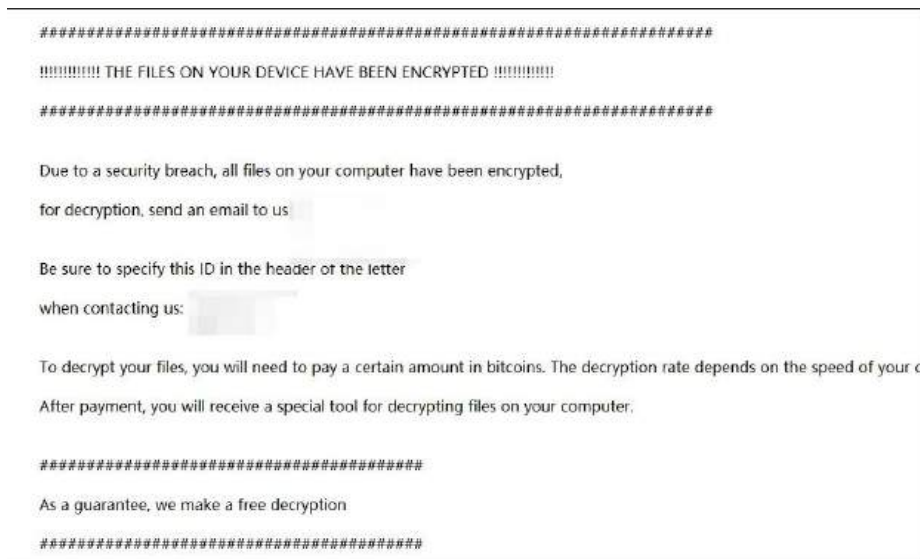 ########################################################################
!!!!!!!!!!!!! THE FILES ON YOUR DEVICE HAVE BEEN ENCRYPTED !!!!!!!!!!!!!
########################################################################
Due to a security breach, all files on your computer have been encrypted,
for decryption, send an email to us
Be sure to specify this ID in the header of the letter
when contacting us:
To decrypt your files, you will need to pay a certain amount in bitcoins. The decryption rate depends on the speed of your
After payment, you will receive a special tool for decrypting files on your computer.
#########################################
As a guarantee, we make a free decryption
#########################################